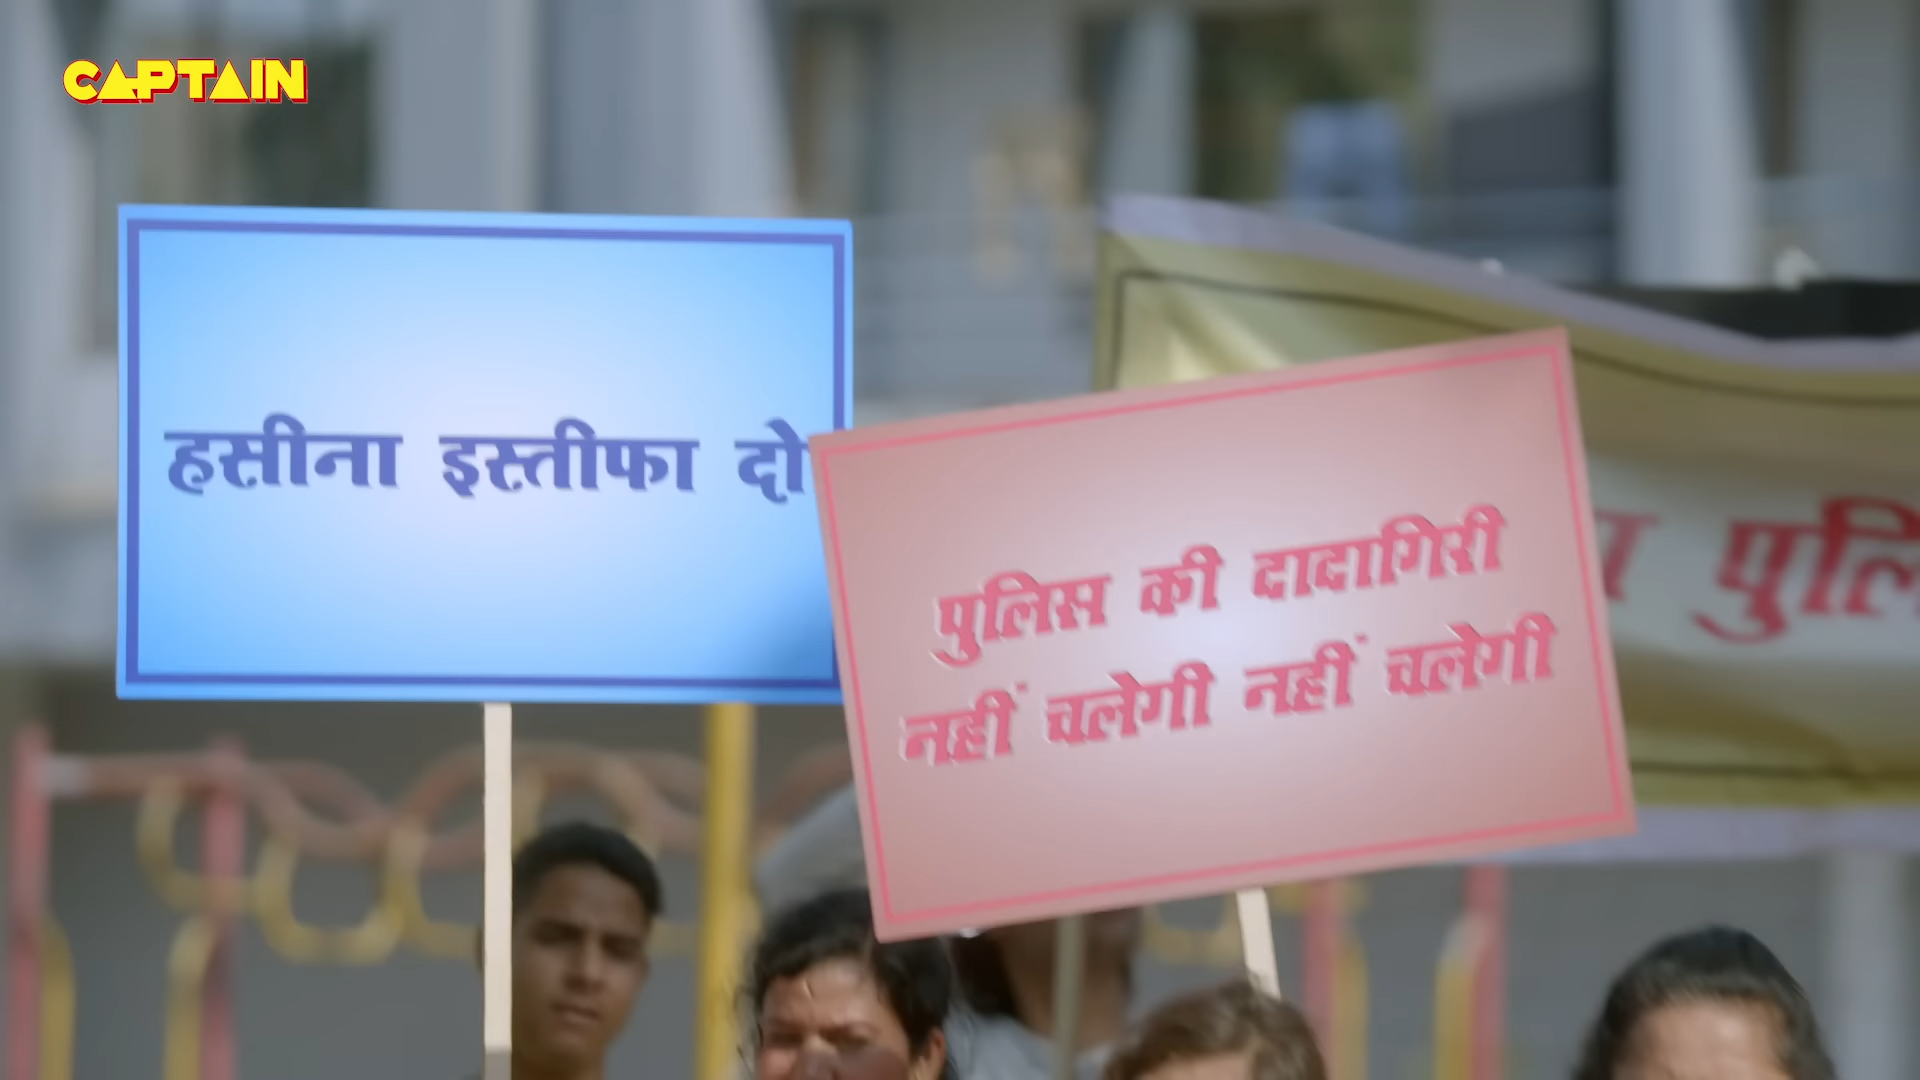 CAPTAIN
हसीना इस्तीफा दो
पुलिस की दादागिरी
नहीं चलेगी नहीं चलेगी